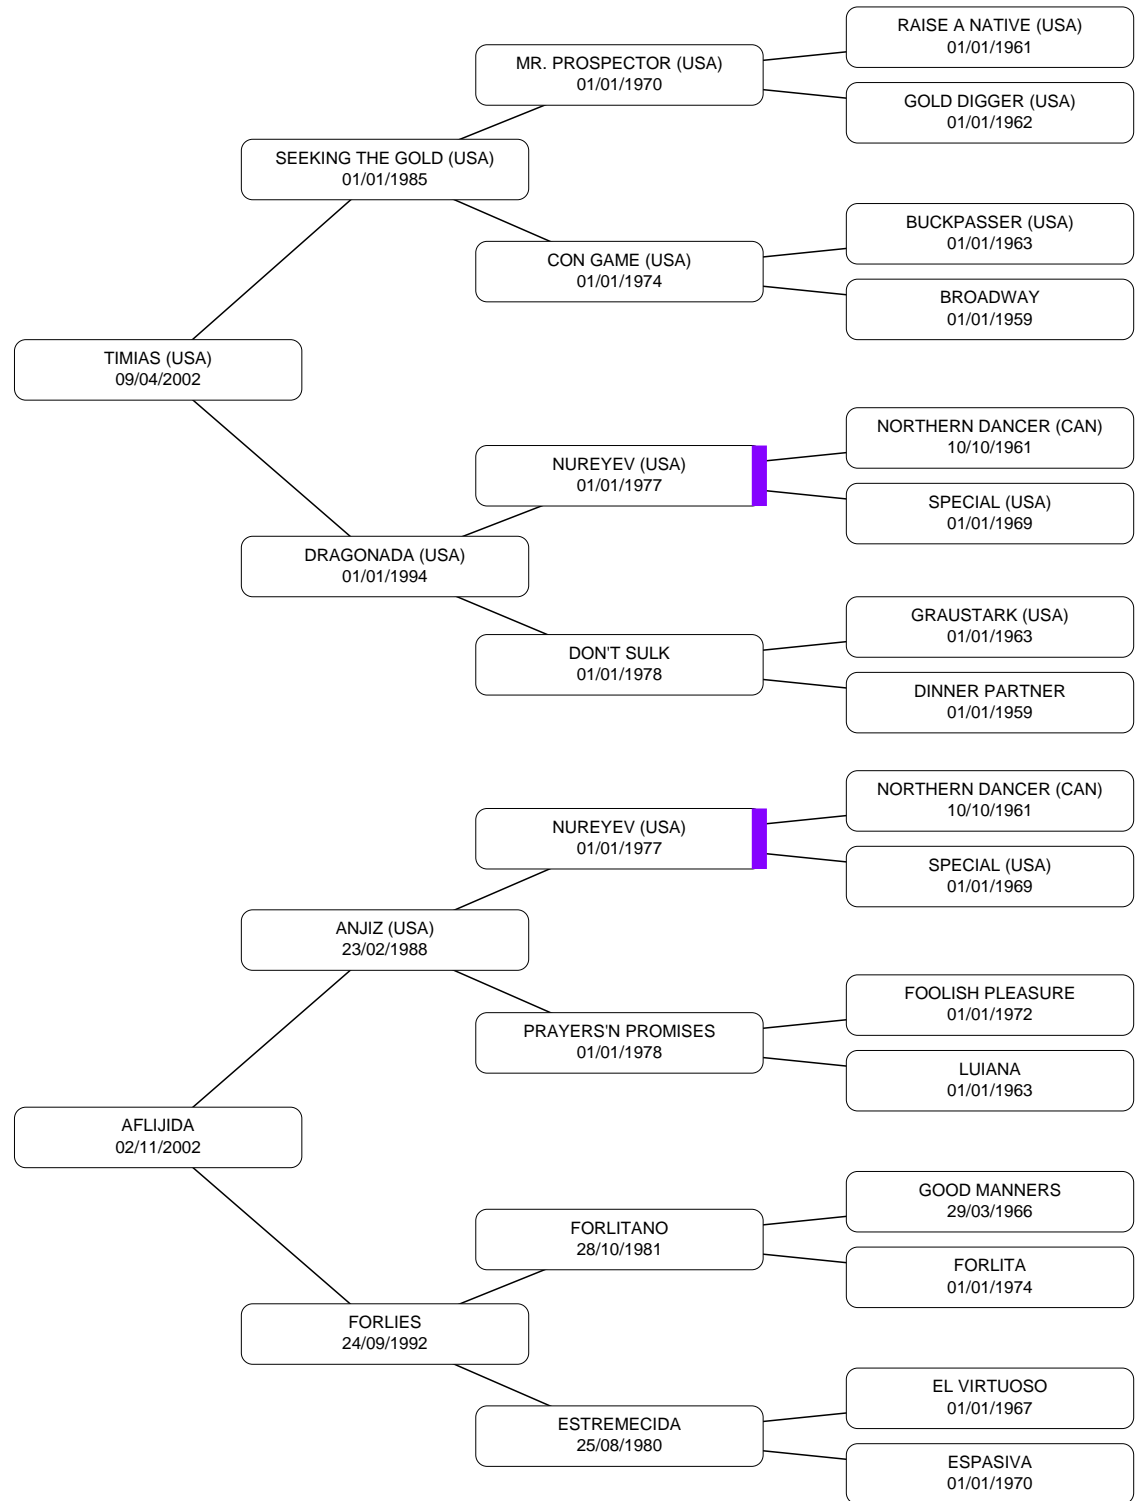 RAISE A NATIVE (USA)
01/01/1961
MR. PROSPECTOR (USA)
01/01/1970
GOLD DIGGER (USA)
01/01/1962
SEEKING THE GOLD (USA)
01/01/1985
BUCKPASSER (USA)
01/01/1963
CON GAME (USA)
01/01/1974
BROADWAY
01/01/1959
TIMIAS (USA)
09/04/2002
NORTHERN DANCER (CAN)
10/10/1961
NUREYEV (USA)
01/01/1977
SPECIAL (USA)
01/01/1969
DRAGONADA (USA)
01/01/1994
GRAUSTARK (USA)
01/01/1963
DON'T SULK
01/01/1978
DINNER PARTNER
01/01/1959
NORTHERN DANCER (CAN)
10/10/1961
NUREYEV (USA)
01/01/1977
SPECIAL (USA)
01/01/1969
ANJIZ (USA)
23/02/1988
FOOLISH PLEASURE
01/01/1972
PRAYERS'N PROMISES
01/01/1978
LUIANA
01/01/1963
AFLIJIDA
02/11/2002
GOOD MANNERS
29/03/1966
FORLITANO
28/10/1981
FORLITA
01/01/1974
FORLIES
24/09/1992
EL VIRTUOSO
01/01/1967
ESTREMECIDA
25/08/1980
ESPASIVA
01/01/1970